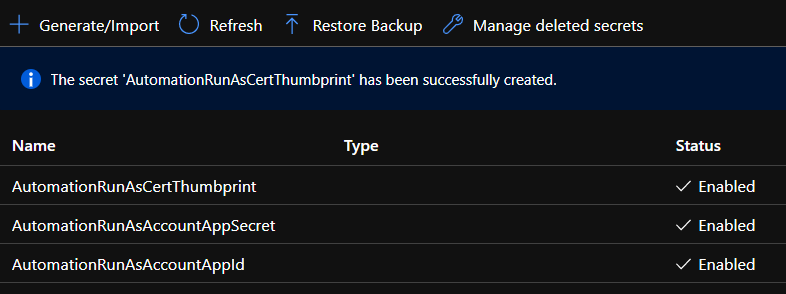 Generate/Import Refresh Restore Backup Manage deleted secrets
The secret 'AutomationRunAsCertThumbprint' has been successfully created.
Name Type Status
AutomationRunAsCertThumbprint Enabled
AutomationRunAsAccountAppSecret Enabled
AutomationRunAsAccountAppId Enabled